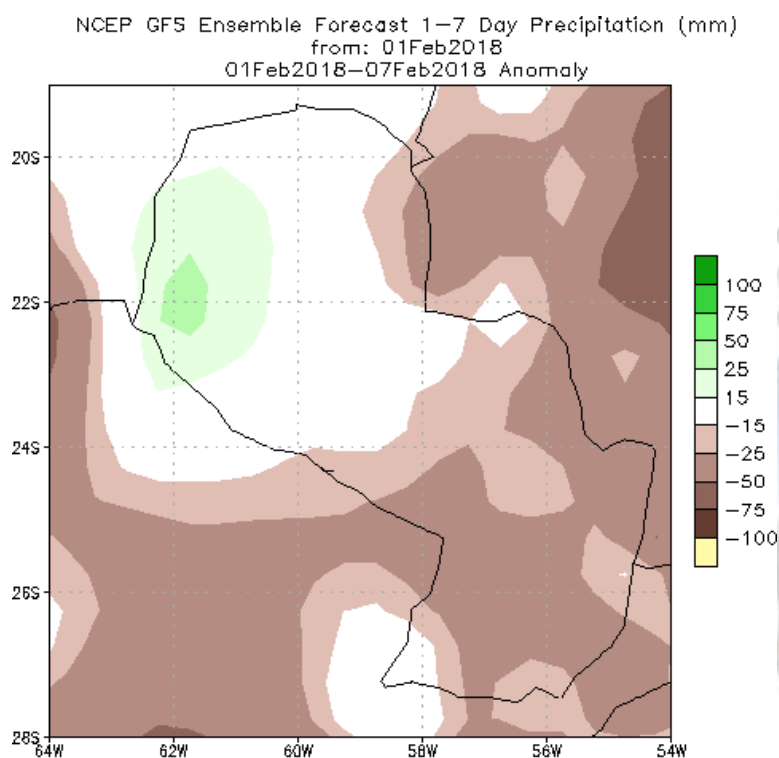 NCEP GFS Ensemble Forecast 1−7 Day Precipitation (mm)
from: 01Feb2018
01Feb2018−07Feb2018 Anomaly
20S
22S
24S
26S
28S
64W 62W 60W 58W 56W 54W
100
75
50
25
15
−15
−25
−50
−75
−100